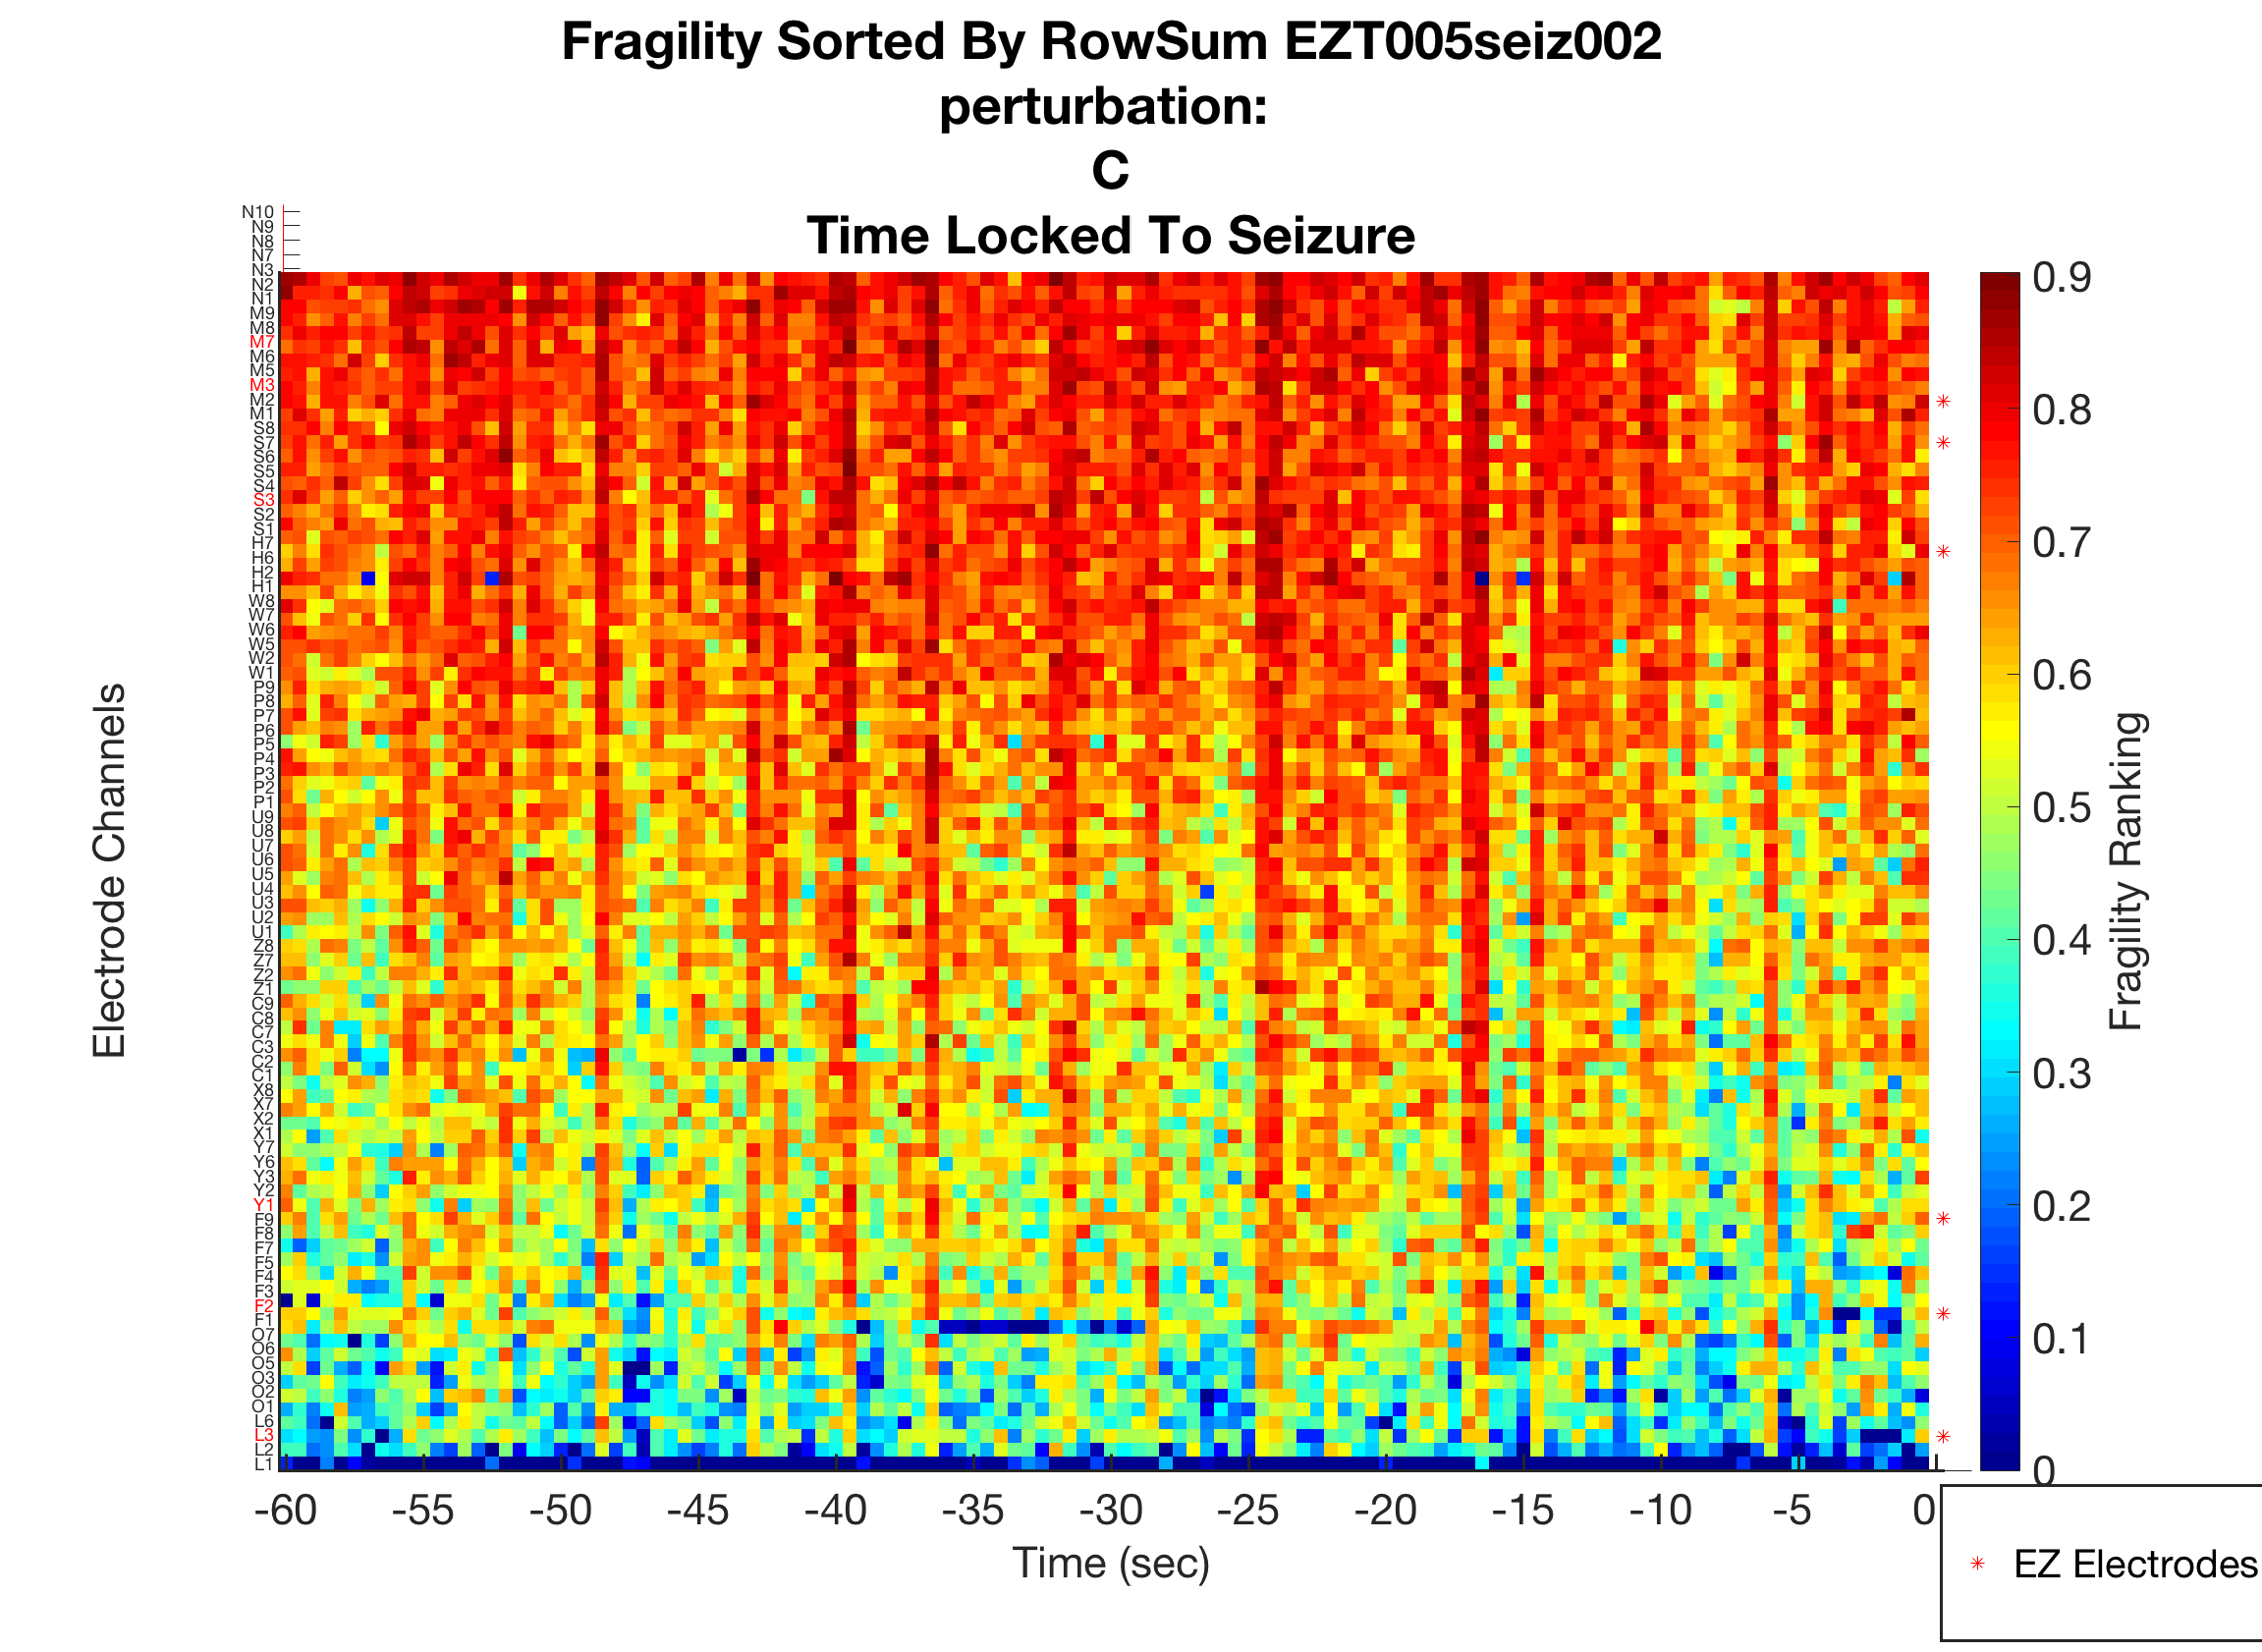 Fragility Sorted By RowSum EZT005seiz002
perturbation:
C
Time Locked To Seizure
N10
N9
N8
N7
N3
N2
N1
M9
M8
M7
M6
M5
M3
M2
M1
S8
S7
S6
S5
S4
S3
S2
S1
H7
H6
H2
H1
W8
W7
W6
W5
W2
W1
P9
P8
P7
P6
P5
P4
P3
P2
P1
U9
U8
U7
U6
U5
U4
U3
U2
U1
Z8
Z7
Z2
Z1
C9
C8
C7
C3
C2
C1
X8
X7
X2
X1
Y7
Y6
Y3
Y2
Y1
F9
F8
F7
F5
F4
F3
F2
F1
O7
O6
O5
O3
O2
O1
L6
L3
L2
L1
Electrode Channels
-60 -55 -50 -45 -40 -35 -30 -25 -20 -15 -10 -5 0
Time (sec)
0.9
0.8
0.7
0.6
0.5
0.4
0.3
0.2
0.1
0
Fragility Ranking
EZ Electrodes